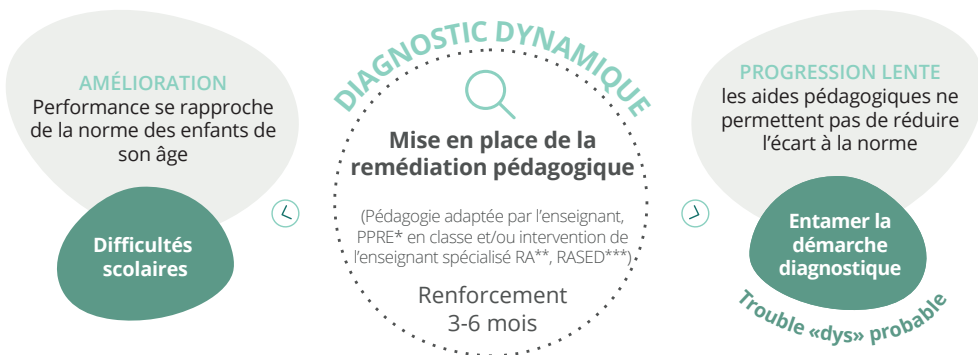 AMÉLIORATION
Performance se rapproche
de la norme des enfants de
son âge
Difficultés
scolaires
DIAGNOSTIC DYNAMIQUE
Mise en place de la
remédiation pédagogique
(Pédagogie adaptée par l’enseignant,
PPRE* en classe et/ou intervention de
l’enseignant spécialisé RA**, RASED***)
Renforcement
3-6 mois
PROGRESSION LENTE
les aides pédagogiques ne
permettent pas de réduire
l’écart à la norme
Entamer la
démarche
diagnostique
Trouble «dys» probable